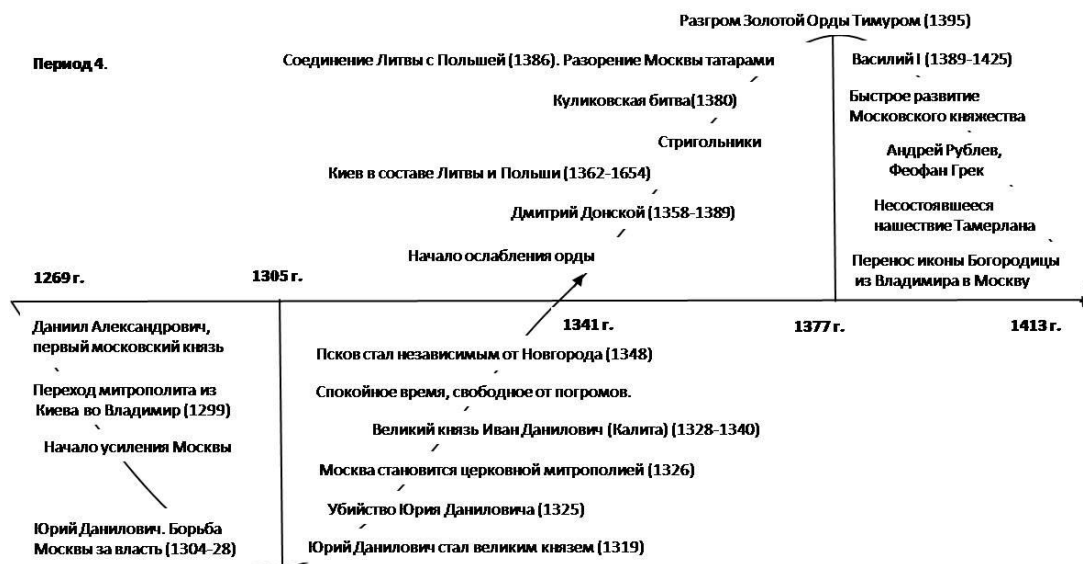 Разгром Золотой Орды Тимуром (1395)
Период 4.
Соединение Литвы с Польшей (1386). Разорение Москвы татарами
Василий I (1389-1425)
Куликовская битва(1380)
Быстрое развитие
Московского княжества
Стригольники
Андрей Рублев,
Феофан Грек
Киев в составе Литвы и Польши (1362-1654)
Дмитрий Донской (1358-1389)
Несостоявшееся
нашествие Тамерлана
Начало ослабления орды
Перенос иконы Богородицы
из Владимира в Москву
1269 г.
1305 г.
1341 г.
1377 г.
1413 г.
Даниил Александрович,
первый московский князь
Псков стал независимым от Новгорода (1348)
Переход митрополита из
Киева во Владимир (1299)
Спокойное время, свободное от погромов.
Великий князь Иван Данилович (Калита) (1328-1340)
Начало усиления Москвы
Москва становится церковной митрополией (1326)
Убийство Юрия Даниловича (1325)
Юрий Данилович. Борьба
Москвы за власть (1304-28)
Юрий Данилович стал великим князем (1319)